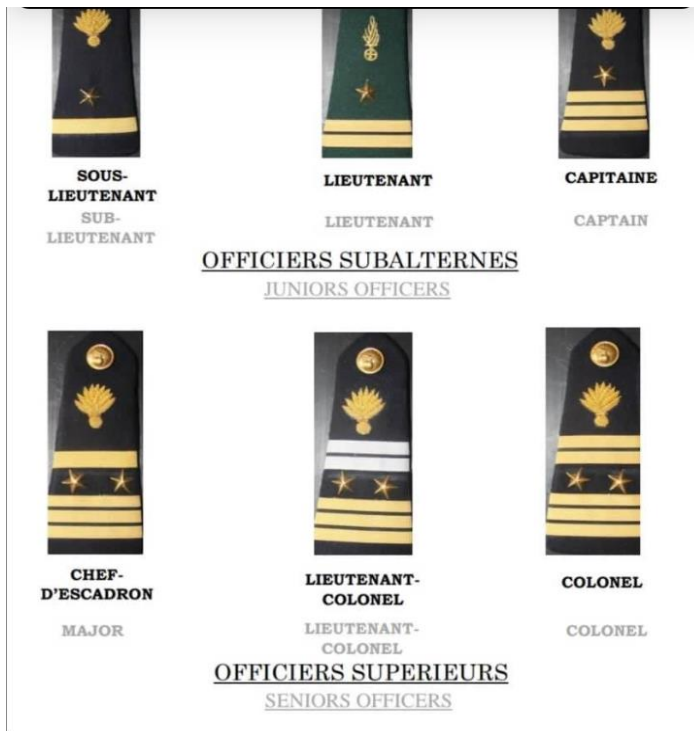 SOUS-
LIEUTENANT
SUB-
LIEUTENANT
LIEUTENANT
LIEUTENANT
CAPITAINE
CAPTAIN
OFFICIERS SUBALTERNES
JUNIORS OFFICERS
CHEF-
D'ESCADRON
MAJOR
LIEUTENANT-
COLONEL
LIEUTENANT-
COLONEL
COLONEL
COLONEL
OFFICIERS SUPERIEURS
SENIORS OFFICERS